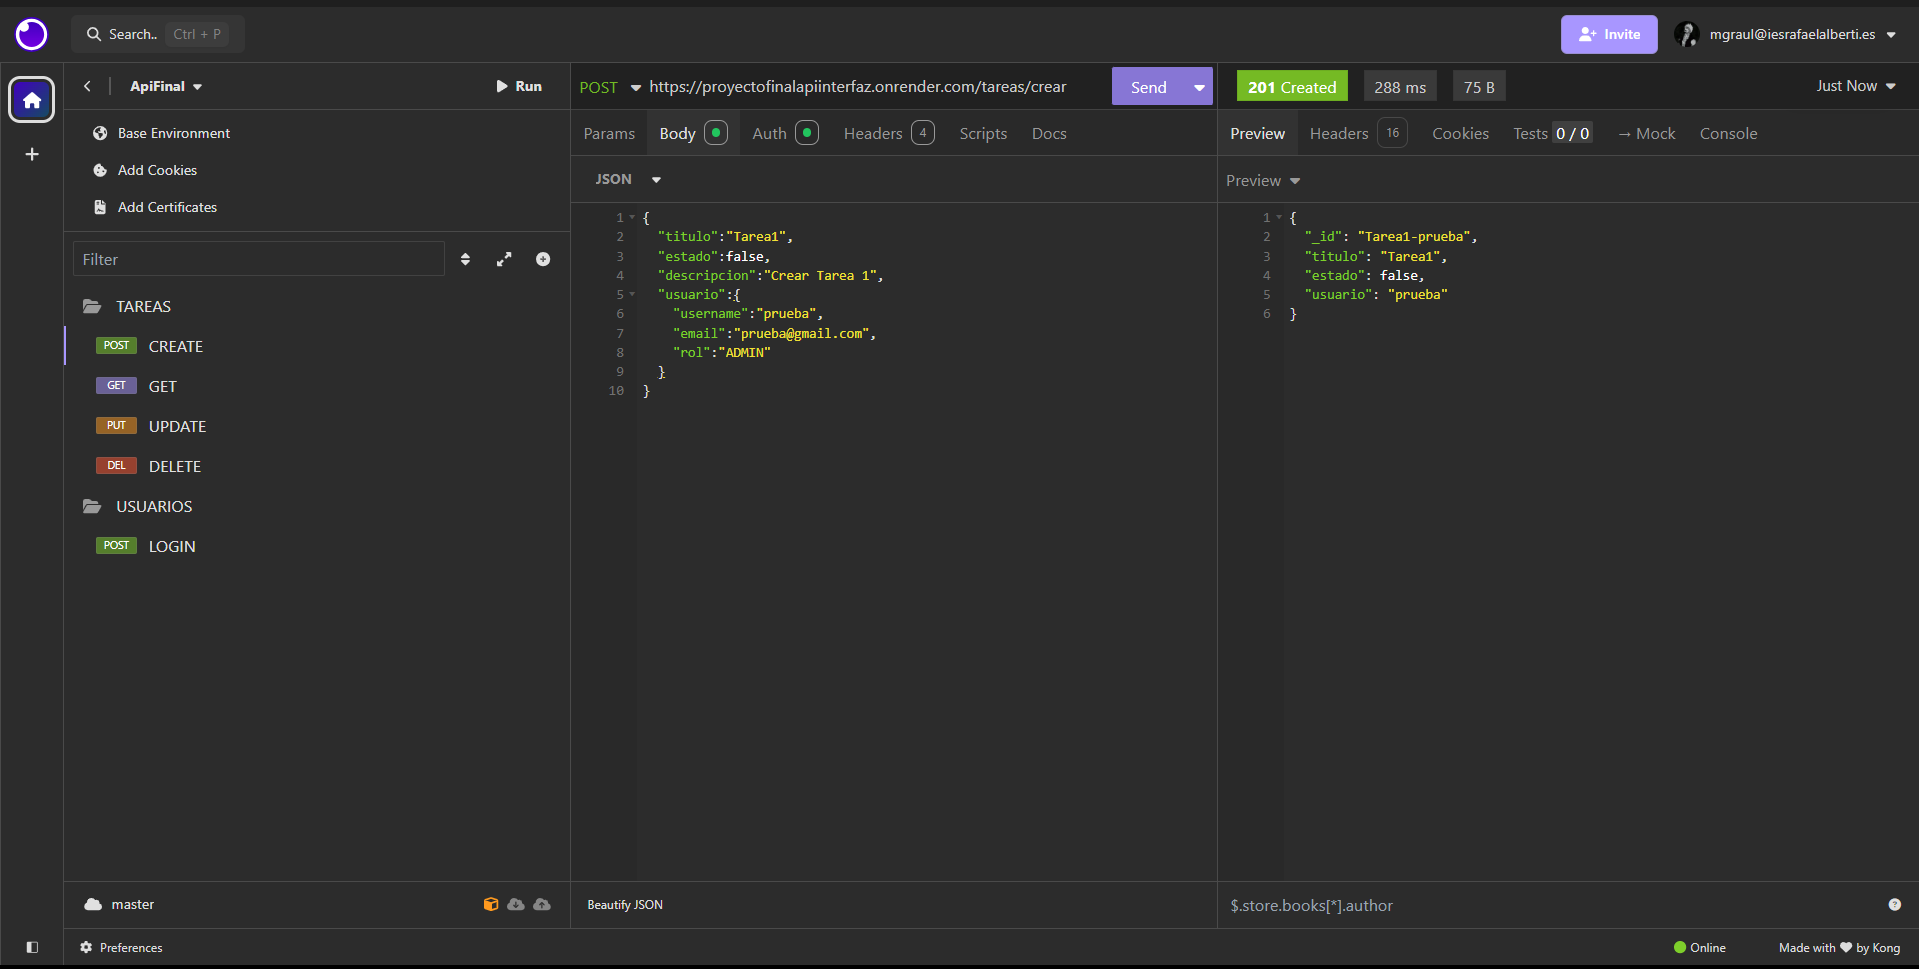 Search.. Ctrl + P
Invite
mgraul@iesrafaelalberti.es
ApiFinal
Run
Base Environment
Add Cookies
Add Certificates
Filter
TAREAS
POST CREATE
GET GET
PUT UPDATE
DEL DELETE
USUARIOS
POST LOGIN
master
Preferences
POST https://proyectofinalapiinterfaz.onrender.com/tareas/crear Send
Params Body Auth Headers 4 Scripts Docs
JSON
1 {
2 "titulo":"Tarea1",
3 "estado":false,
4 "descripcion":"Crear Tarea 1",
5 "usuario":{
6 "username":"prueba",
7 "email":"prueba@gmail.com",
8 "rol":"ADMIN"
9 }
10 }
Beautify JSON
201 Created 288 ms 75 B Just Now
Preview Headers 16 Cookies Tests 0 / 0 → Mock Console
Preview
1 {
2 "_id": "Tarea1-prueba",
3 "titulo": "Tarea1",
4 "estado": false,
5 "usuario": "prueba"
6 }
$.store.books[*].author
?
Online
Made with ❤ by Kong